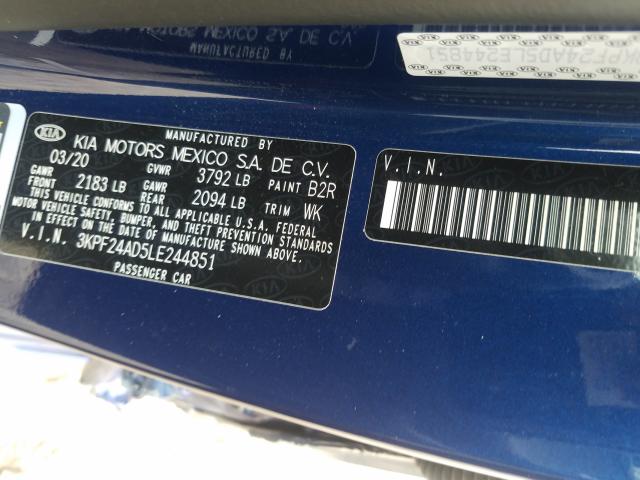 MANUFACTURED BY
KIA KIA MOTORS MEXICO S.A. DE C.V.
03/20 GVWR 3792 LB PAINT B2R
GAWR FRONT 2183 LB GAWR REAR 2094 LB TRIM WK
THIS VEHICLE CONFORMS TO ALL APPLICABLE U.S.A. FEDERAL
MOTOR VEHICLE SAFETY, BUMPER, AND THEFT PREVENTION
STANDARDS IN EFFECT ON THE DATE OF MANUFACTURE SHOWN ABOVE.
V.I.N. 3KPF24AD5LE244851
PASSENGER CAR
V.I.N.